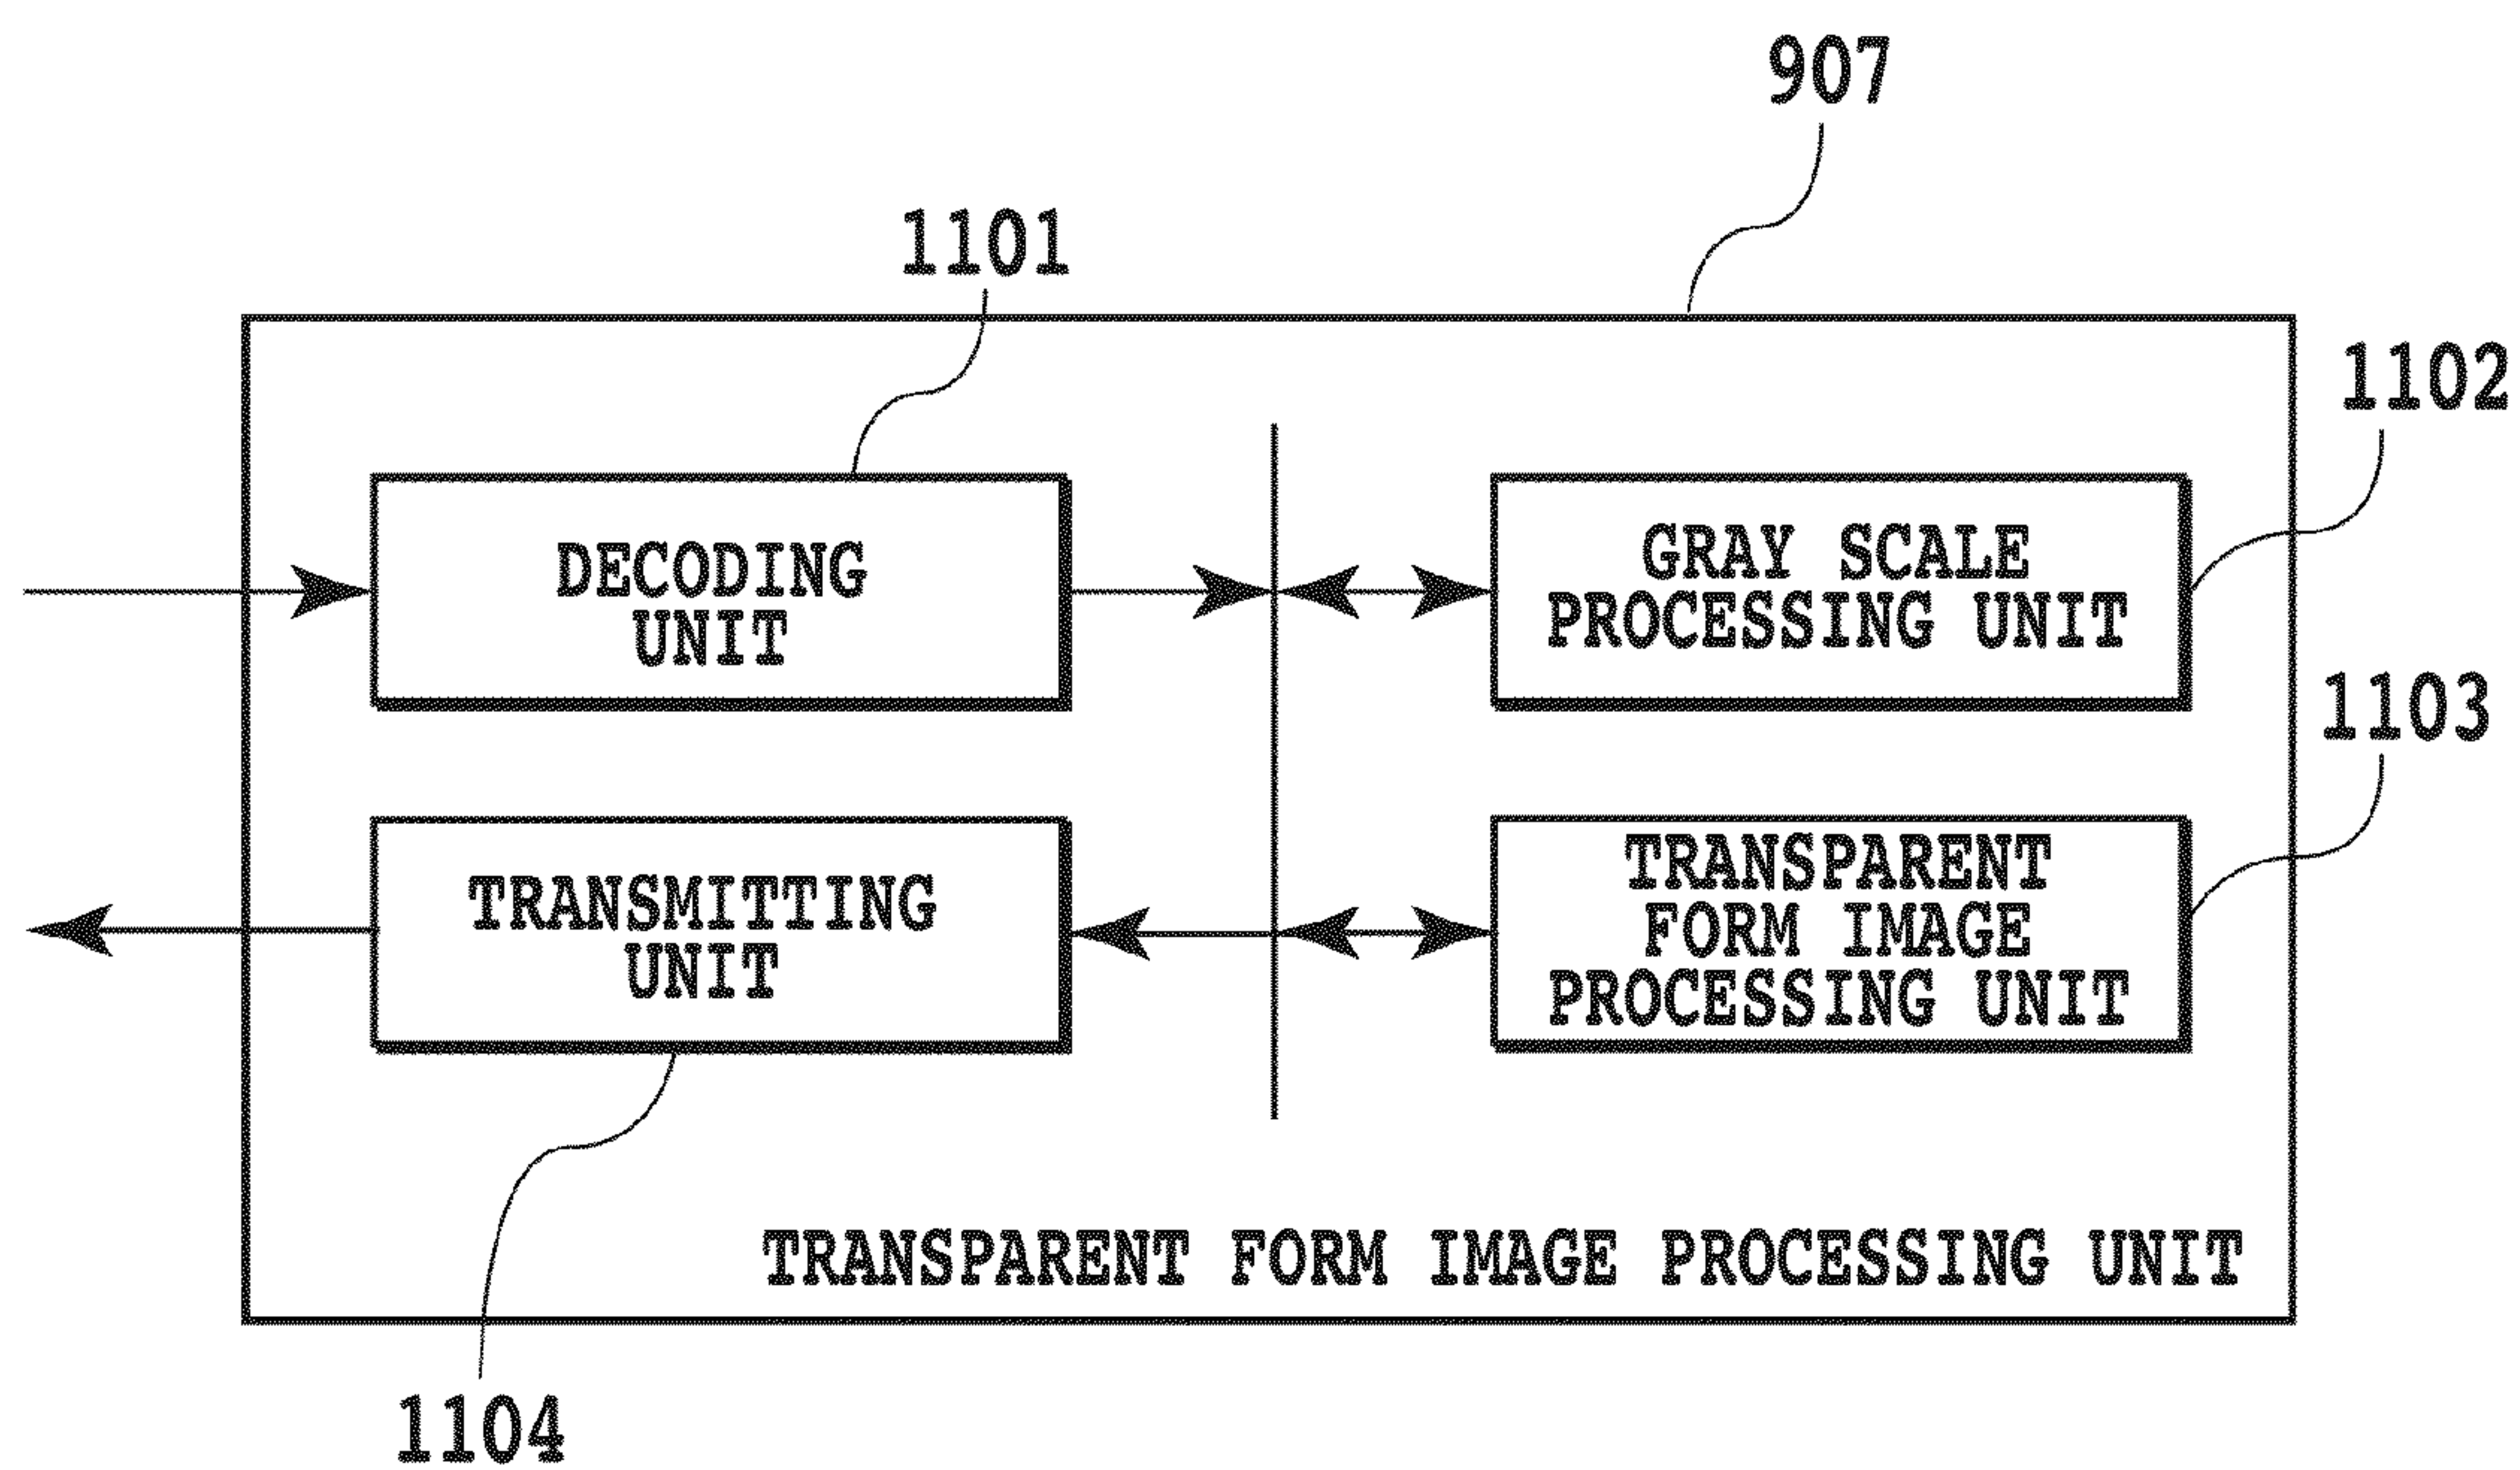 907
1101
1102
DECODING
UNIT
GRAY SCALE
PROCESSING UNIT
1103
TRANSMITTING
UNIT
TRANSPARENT
FORM IMAGE
PROCESSING UNIT
TRANSPARENT FORM IMAGE PROCESSING UNIT
1104